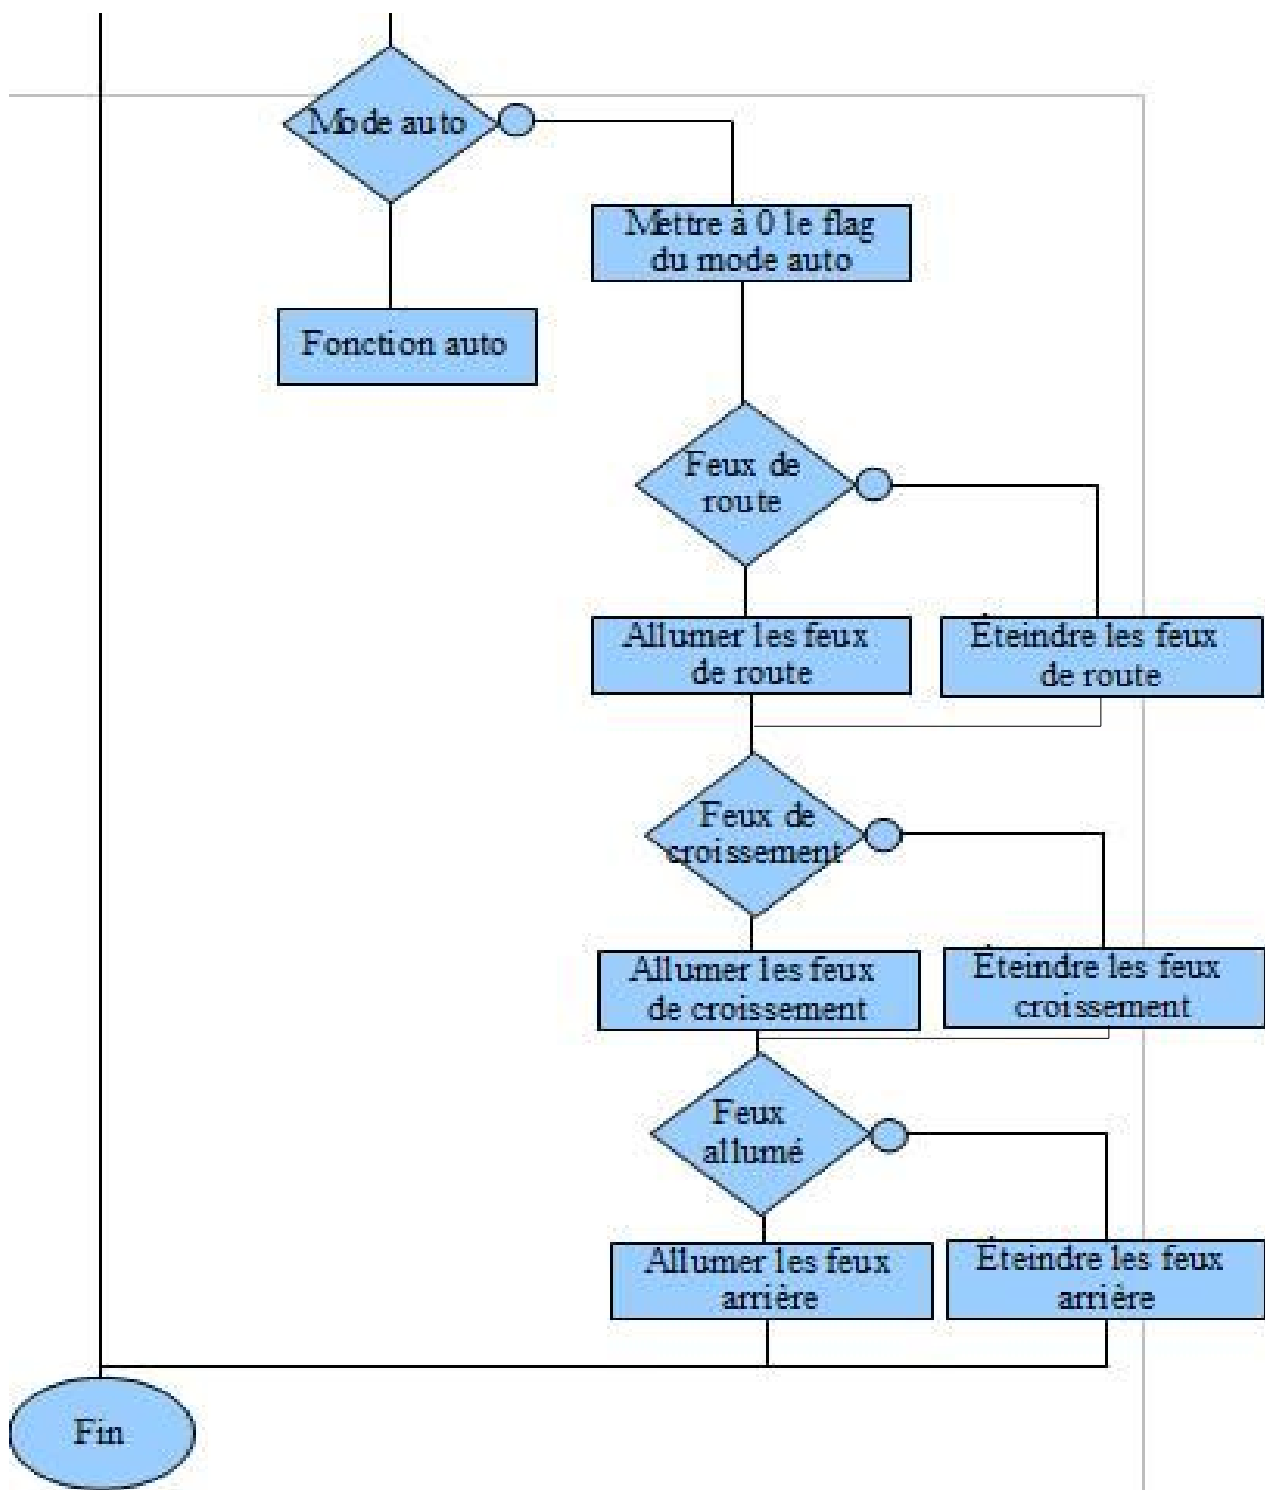 Mode auto
Mettre à 0 le flag
du mode auto
Fonction auto
Feux de
route
Allumer les feux
de route
Éteindre les feux
de route
Feux de
croissement
Allumer les feux
de croissement
Éteindre les feux
croissement
Feux
allumé
Allumer les feux
arrière
Éteindre les feux
arrière
Fin